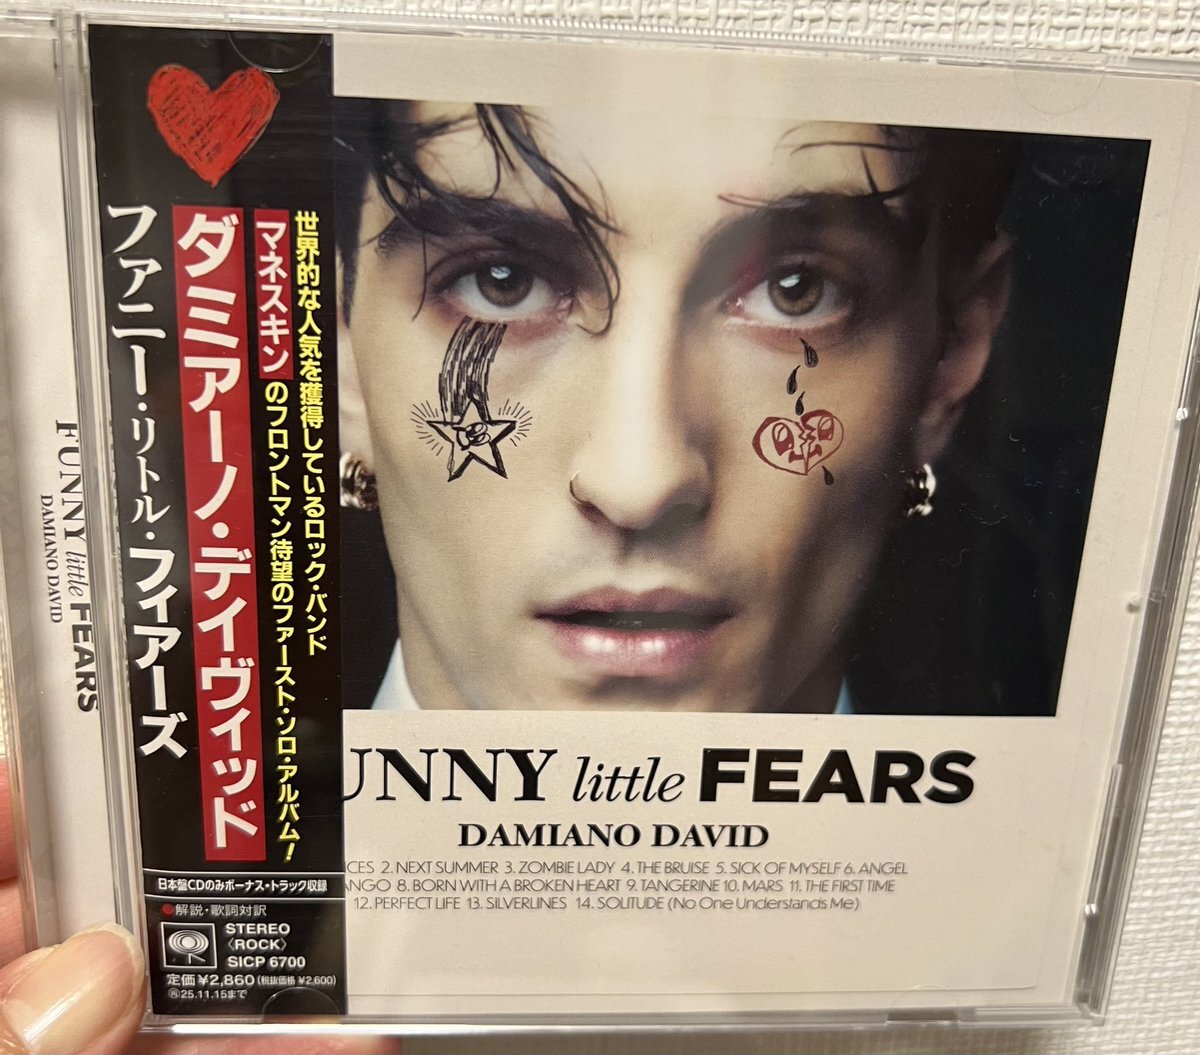 世界的な人気を獲得しているロック・バンド
マネスキンのフロントマン待望のファースト・ソロ・アルバム!
ダミアーノ・デイヴィッド
ファニー・リトル・フィアーズ
日本盤CDのみボーナス・トラック収録
●解説・歌詞対訳
STEREO
〈ROCK〉
SICP 6700
定価¥2,860(税抜価格 ¥2,600)
25.11.15まで
FUNNY little FEARS
DAMIANO DAVID
UNNY little FEARS
DAMIANO DAVID
CES 2. NEXT SUMMER 3. ZOMBIE LADY 4. THE BRUISE 5. SICK OF MYSELF 6. ANGEL
ANGO 8. BORN WITH A BROKEN HEART 9. TANGERINE 10. MARS 11. THE FIRST TIME
12. PERFECT LIFE 13. SILVERLINES 14. SOLITUDE (No One Understands Me)